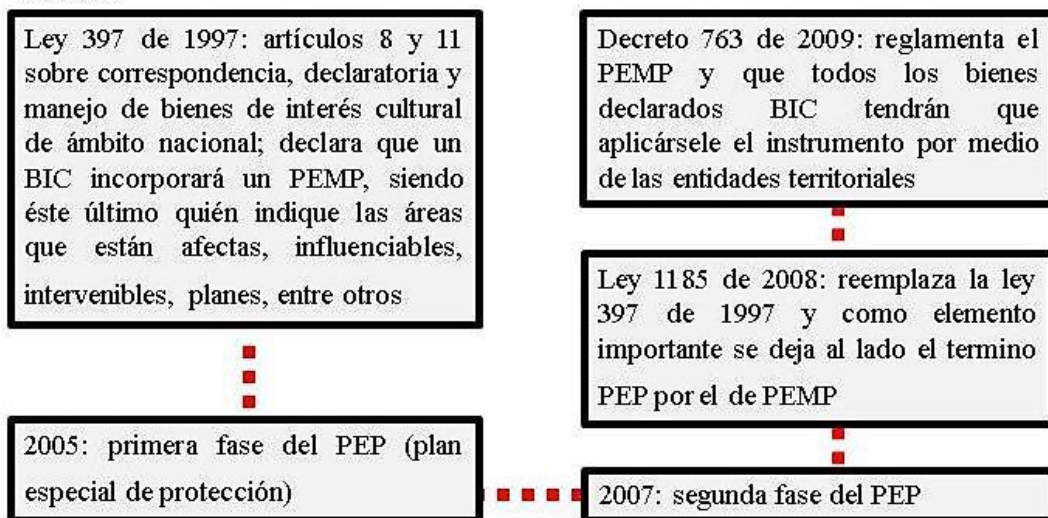 Ley 397 de 1997: artículos 8 y 11
sobre correspondencia, declaratoria y
manejo de bienes de interés cultural
de ámbito nacional; declara que un
BIC incorporará un PEMP, siendo
éste último quién indique las áreas
que están afectas, influenciables,
intervenibles, planes, entre otros
2005: primera fase del PEP (plan
especial de protección)
2007: segunda fase del PEP
Ley 1185 de 2008: reemplaza la ley
397 de 1997 y como elemento
importante se deja al lado el termino
PEP por el de PEMP
Decreto 763 de 2009: reglamenta el
PEMP y que todos los bienes
declarados BIC tendrán que
aplicársele el instrumento por medio
de las entidades territoriales